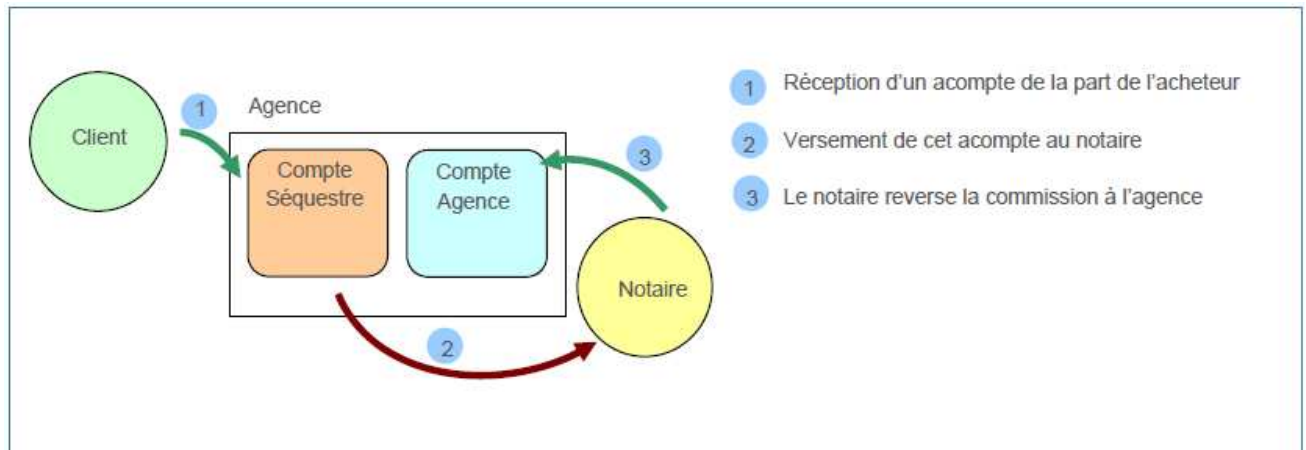 Client
1
Agence
Compte
Séquestre
Compte
Agence
3
Notaire
2
1 Réception d'un acompte de la part de l'acheteur
2 Versement de cet acompte au notaire
3 Le notaire reverse la commission à l'agence